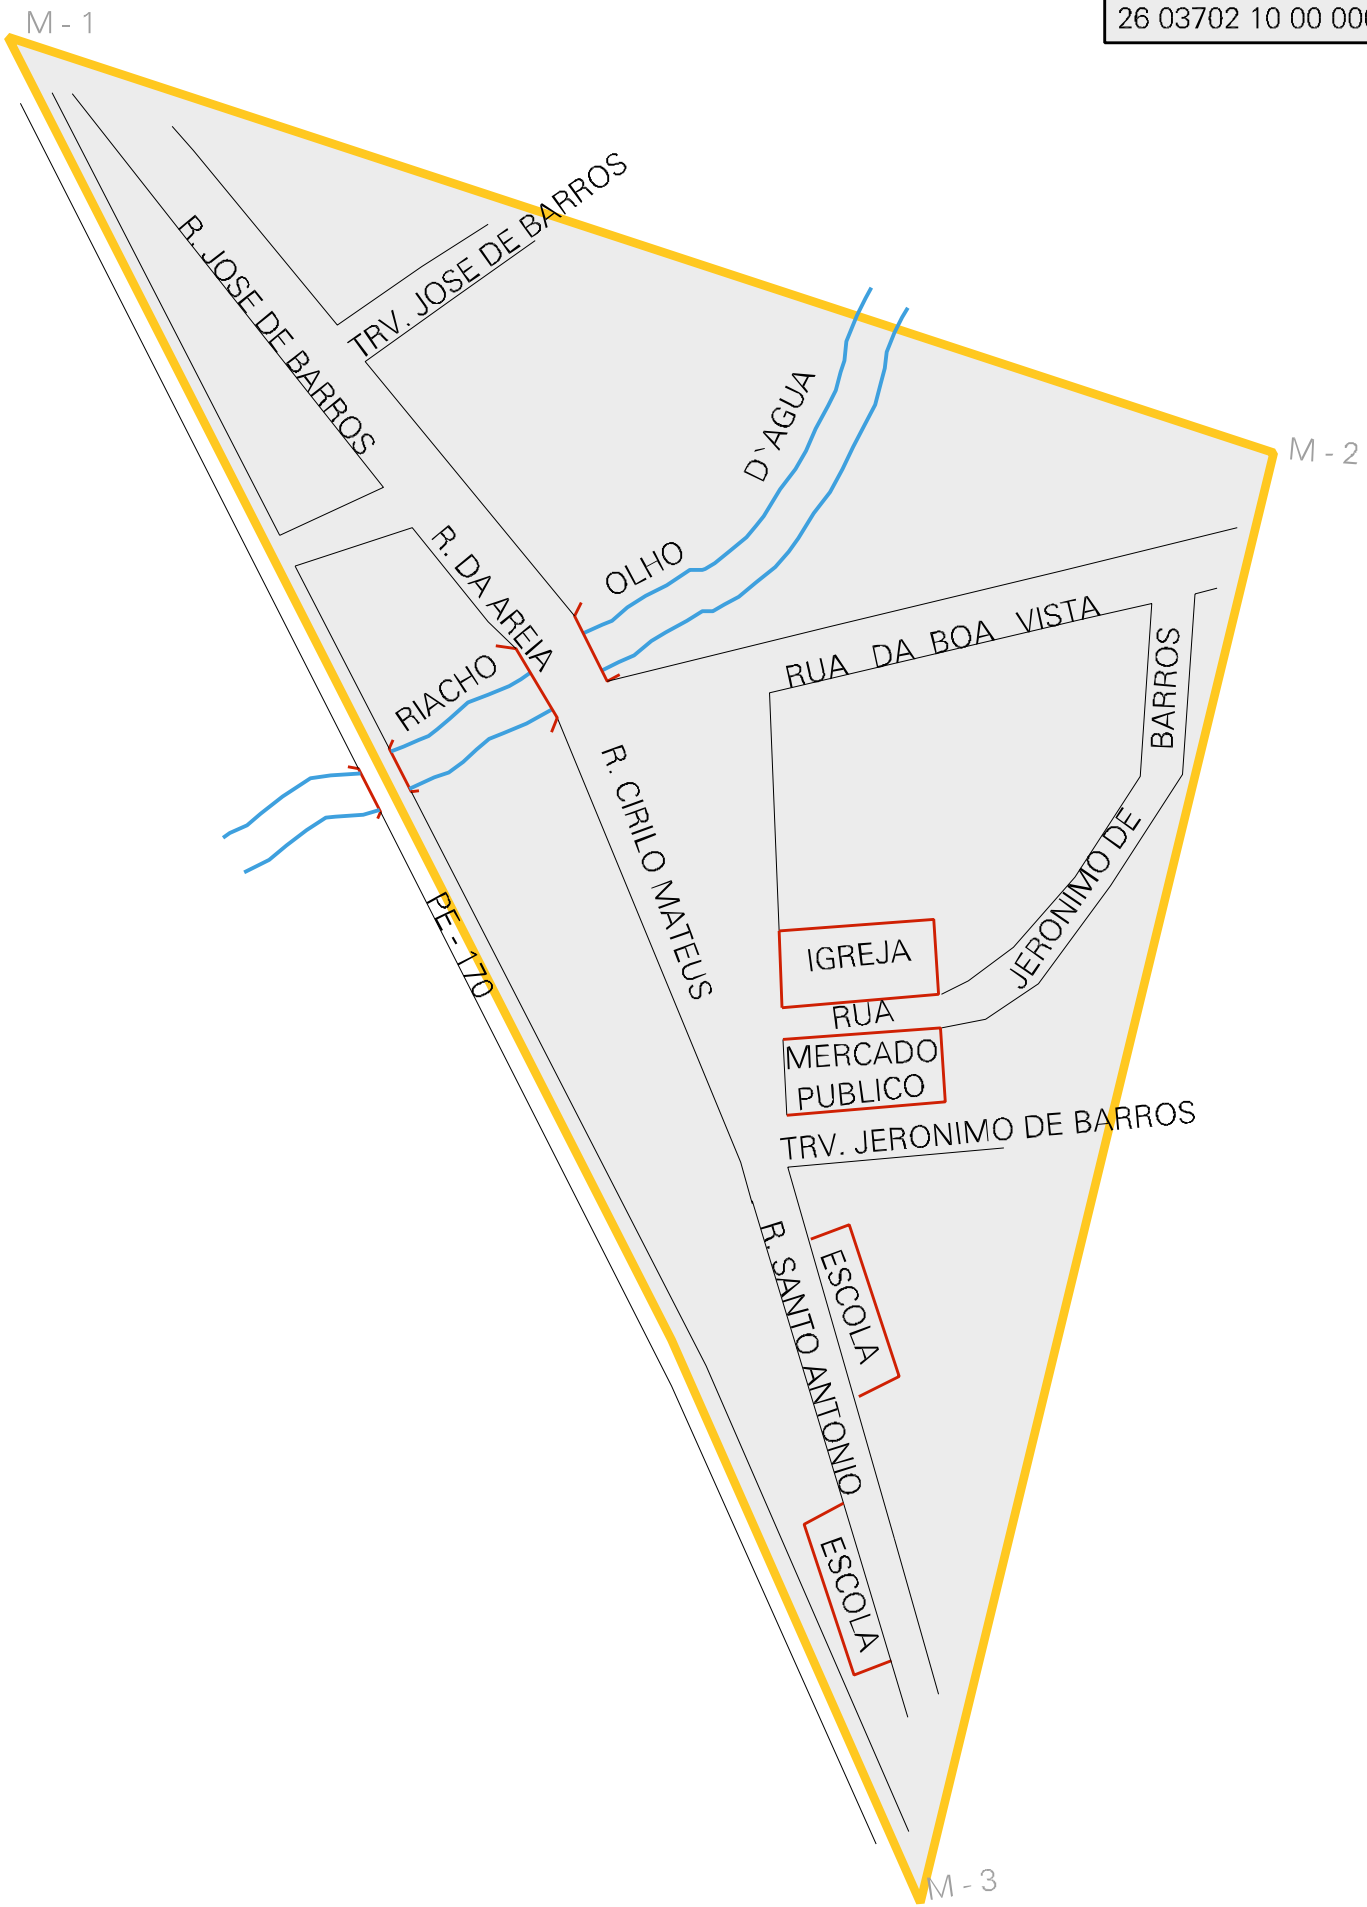 M - 1
26 03702 10 00 00
TRV. JOSE DE BARROS
R. JOSE DE BARROS
D`AGUA
M - 2
R. DA AREIA
OLHO
RUA DA BOA VISTA
BARROS
RIACHO
R. CIRILO MATEUS
JERONIMO DE
PE - 170
IGREJA
RUA
MERCADO
PUBLICO
TRV. JERONIMO DE BARROS
R. SANTO ANTONIO
ESCOLA
ESCOLA
M - 3